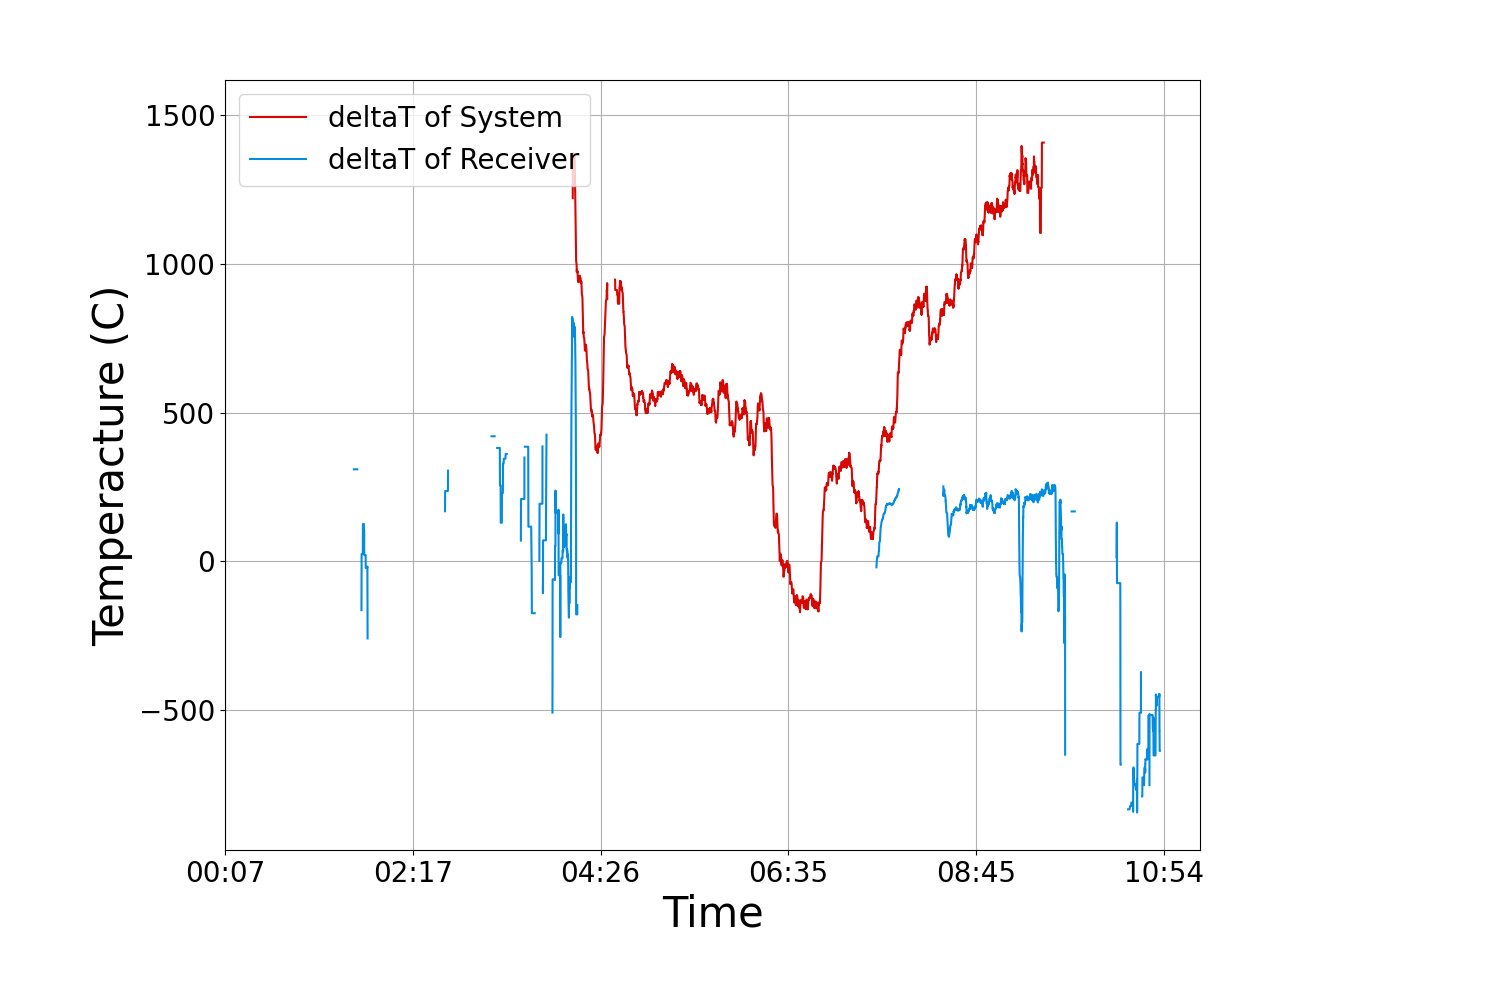 deltaT of System
deltaT of Receiver
1500
1000
500
0
−500
Temperacture (C)
00:07 02:17 04:26 06:35 08:45 10:54
Time